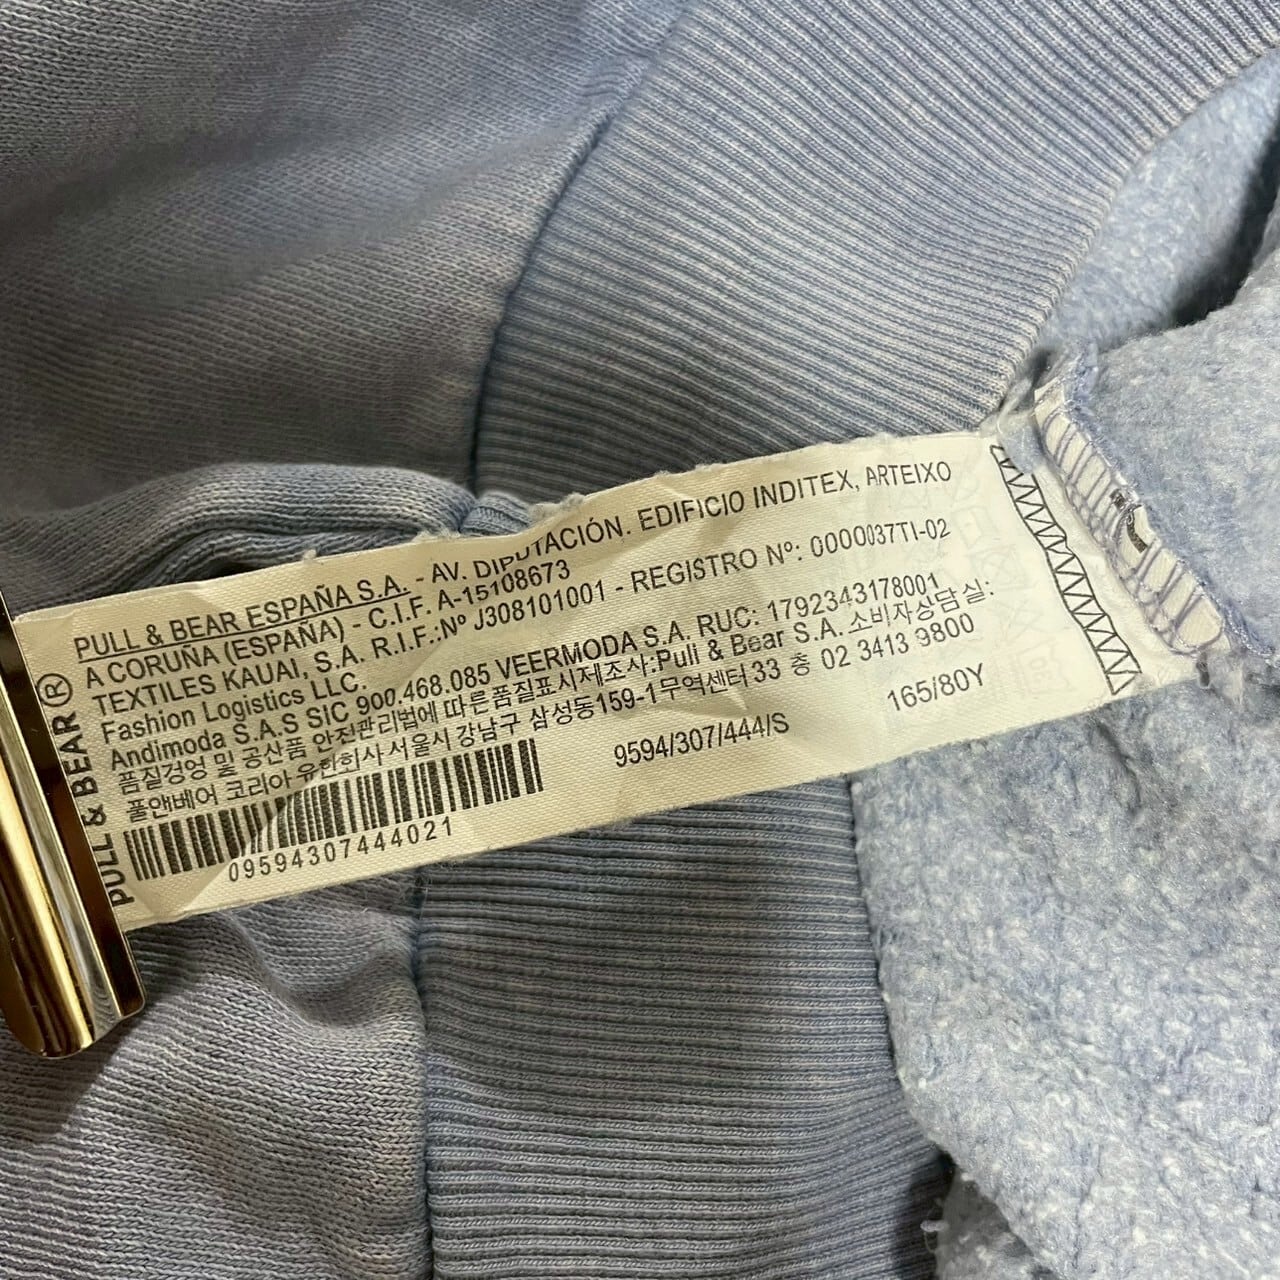 PULL & BEAR®
PULL & BEAR ESPAÑA S.A. - AV. DIPUTACIÓN. EDIFICIO INDITEX, ARTEIXO
A CORUÑA (ESPAÑA) - C.I.F. A-15108673
TEXTILES KAUAI, S.A. R.I.F.:Nº J308101001 - REGISTRO Nº: 0000037TI-02
Fashion Logistics LLC.
Andimoda S.A.S SIC 900.468.085 VEERMODA S.A. RUC: 1792343178001
품질경영 및 공산품 안전관리법에 따른품질표시제조사:Pull & Bear S.A.소비자상담실:
풀앤베어 코리아 유한회사 서울시 강남구 삼성동159-1무역센터33 층 02 3413 9800
09594307444021
9594/307/444/S
165/80Y